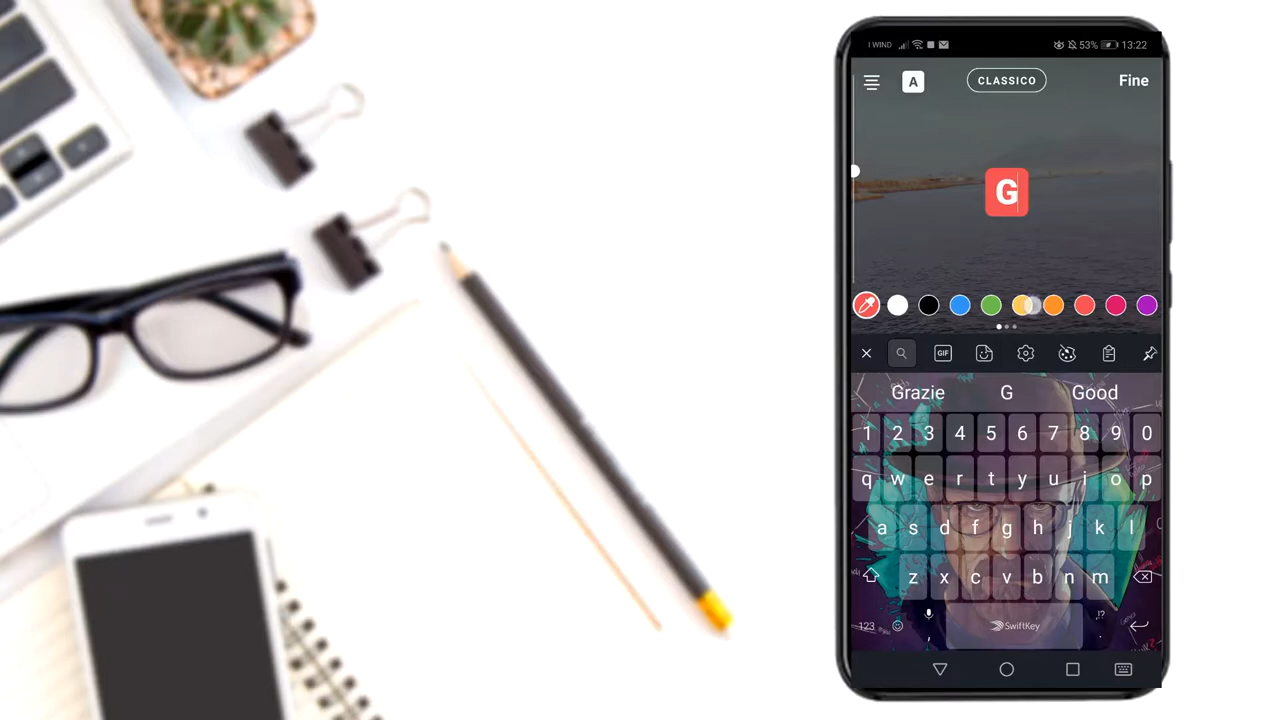 I WIND 53% 13:22
A CLASSICO Fine
G
GIF
Grazie G Good
1 2 3 4 5 6 7 8 9 0
q w e r t y u i o p
a s d f g h j k l
z x c v b n m
123 , SwiftKey ,!? .